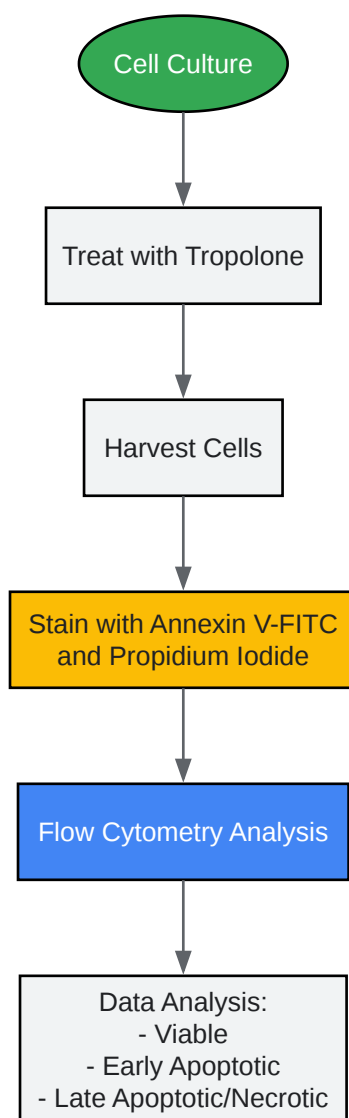 Cell Culture
Treat with Tropolone
Harvest Cells
Stain with Annexin V-FITC
and Propidium Iodide
Flow Cytometry Analysis
Data Analysis:
- Viable
- Early Apoptotic
- Late Apoptotic/Necrotic